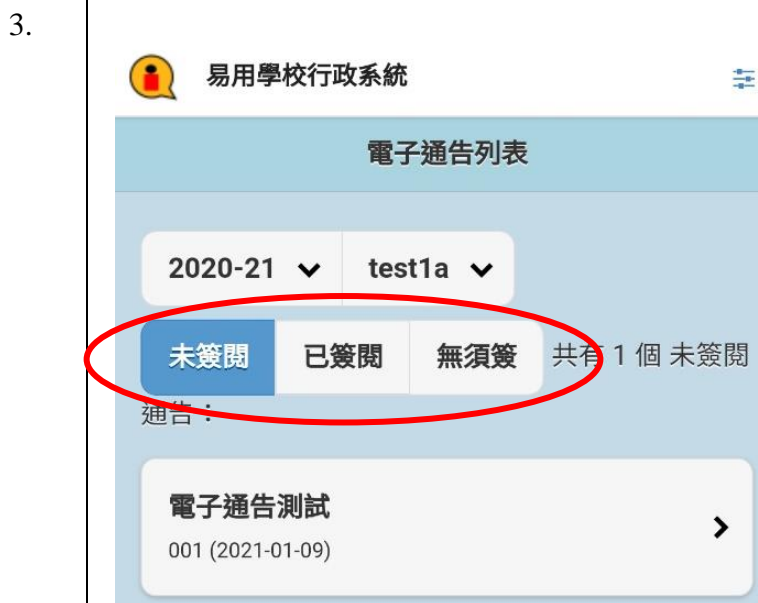 3.
易用學校行政系統
電子通告列表
2020-21 test1a
未簽閱 已簽閱 無須簽 共有 1 個 未簽閱
通告：
電子通告測試
001 (2021-01-09)